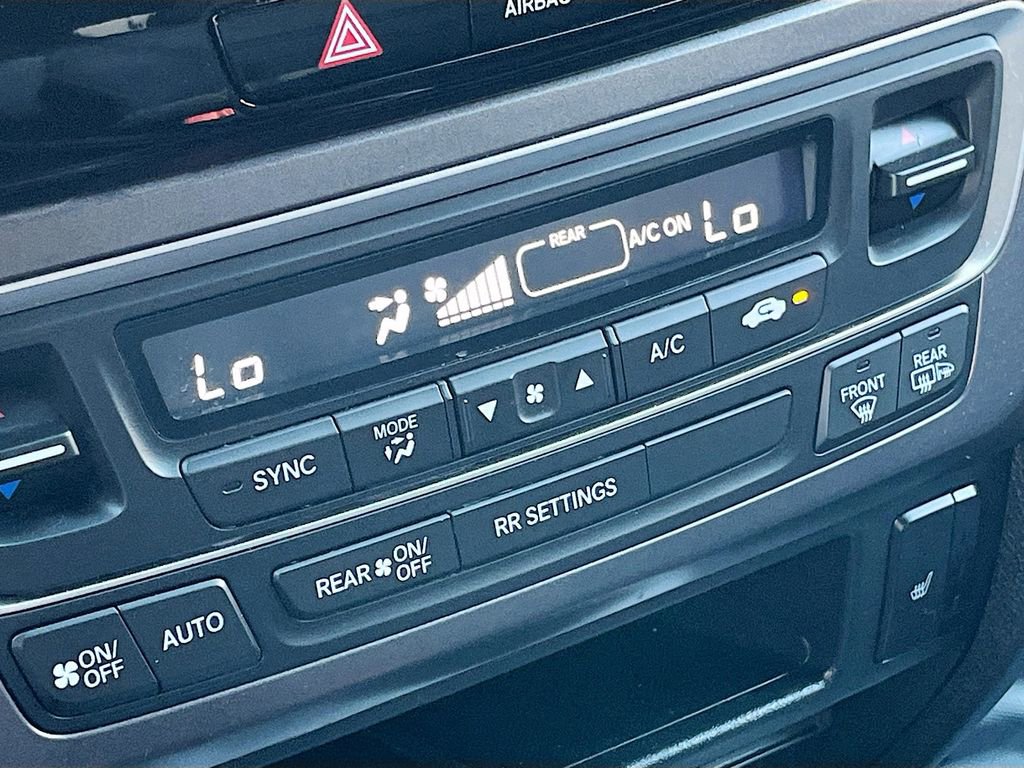 AIRBAG
Lo
REAR
A/C ON
Lo
SYNC
MODE
A/C
FRONT
REAR
REAR ON/
OFF
RR SETTINGS
ON/
OFF
AUTO